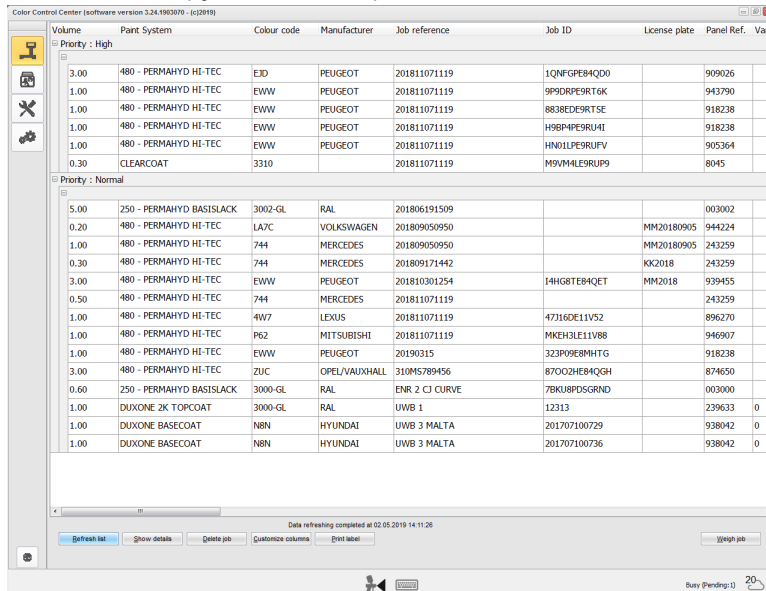 Color Control Center (software version 3.24.1903070 - (c)2019)
Volume Paint System Colour code Manufacturer Job reference Job ID License plate Panel Ref. Va
Priority : High
3.00 480 - PERMAHYD HI-TEC EJD PEUGEOT 201811071119 1QNFGPE84QD0 909026
1.00 480 - PERMAHYD HI-TEC EWW PEUGEOT 201811071119 9P9DRPE9RT6K 943790
1.00 480 - PERMAHYD HI-TEC EWW PEUGEOT 201811071119 8838EDE9RTSE 918238
1.00 480 - PERMAHYD HI-TEC EWW PEUGEOT 201811071119 H9BP4PE9RU4I 918238
1.00 480 - PERMAHYD HI-TEC EWW PEUGEOT 201811071119 HN01LPE9RUFV 905364
0.30 CLEARCOAT 3310 201811071119 M9VM4LE9RUP9 8045
Priority : Normal
5.00 250 - PERMAHYD BASISLACK 3002-GL RAL 201806191509 003002
0.20 480 - PERMAHYD HI-TEC LA7C VOLKSWAGEN 201809050950 MM20180905 944224
1.00 480 - PERMAHYD HI-TEC 744 MERCEDES 201809050950 MM20180905 243259
0.30 480 - PERMAHYD HI-TEC 744 MERCEDES 201809171442 KK2018 243259
3.00 480 - PERMAHYD HI-TEC EWW PEUGEOT 201810301254 I4HG8TE84QET MM2018 939455
0.50 480 - PERMAHYD HI-TEC 744 MERCEDES 201811071119 243259
1.00 480 - PERMAHYD HI-TEC 4W7 LEXUS 201811071119 47J16DE11V52 896270
1.00 480 - PERMAHYD HI-TEC P62 MITSUBISHI 201811071119 MKEH3LE11V88 946907
1.00 480 - PERMAHYD HI-TEC EWW PEUGEOT 20190315 323P09E8MHTG 918238
3.00 480 - PERMAHYD HI-TEC ZUC OPEL/VAUXHALL 310MS789456 87OO2HE84QGH 874650
0.60 250 - PERMAHYD BASISLACK 3000-GL RAL ENR 2 CJ CURVE 7BKU8PDSGRND 003000
1.00 DUXONE 2K TOPCOAT 3000-GL RAL UWB 1 12313 239633 0
1.00 DUXONE BASECOAT N8N HYUNDAI UWB 3 MALTA 201707100729 938042 0
1.00 DUXONE BASECOAT N8N HYUNDAI UWB 3 MALTA 201707100736 938042 0
Data refreshing completed at 02.05.2019 14:11:26
Refresh list Show details Delete job Customize columns Print label Weigh job
Busy (Pending:1) 20